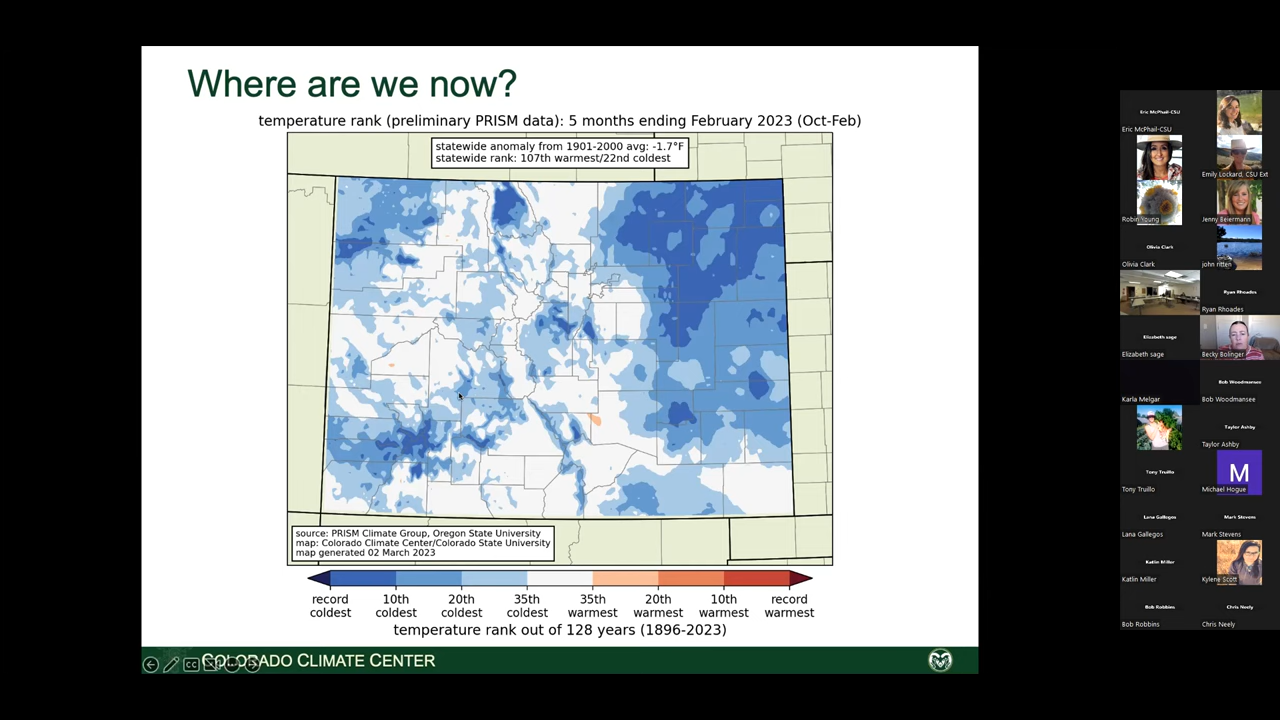 Where are we now?
temperature rank (preliminary PRISM data): 5 months ending February 2023 (Oct-Feb)
statewide anomaly from 1901-2000 avg: -1.7°F
statewide rank: 107th warmest/22nd coldest
source: PRISM Climate Group, Oregon State University
map: Colorado Climate Center/Colorado State University
map generated 02 March 2023
record coldest
10th coldest
20th coldest
35th coldest
35th warmest
20th warmest
10th warmest
record warmest
temperature rank out of 128 years (1896-2023)
COLORADO CLIMATE CENTER
CC
Eric McPhail-CSU
Eric McPhail-CSU
Emily Lockard, CSU Ext
Robin Young
Jenny Beiermann
Olivia Clark
Olivia Clark
john ritten
Ryan Rhoades
Ryan Rhoades
Elizabeth sage
Elizabeth sage
Becky Bolinger
Karla Melgar
Bob Woodmansee
Bob Woodmansee
Taylor Ashby
Taylor Ashby
Tony Truillo
Tony Truillo
M
Michael Hogue
Lana Gallegos
Lana Gallegos
Mark Stevens
Mark Stevens
Katlin Miller
Katlin Miller
Kylene Scott
Bob Robbins
Bob Robbins
Chris Neely
Chris Neely